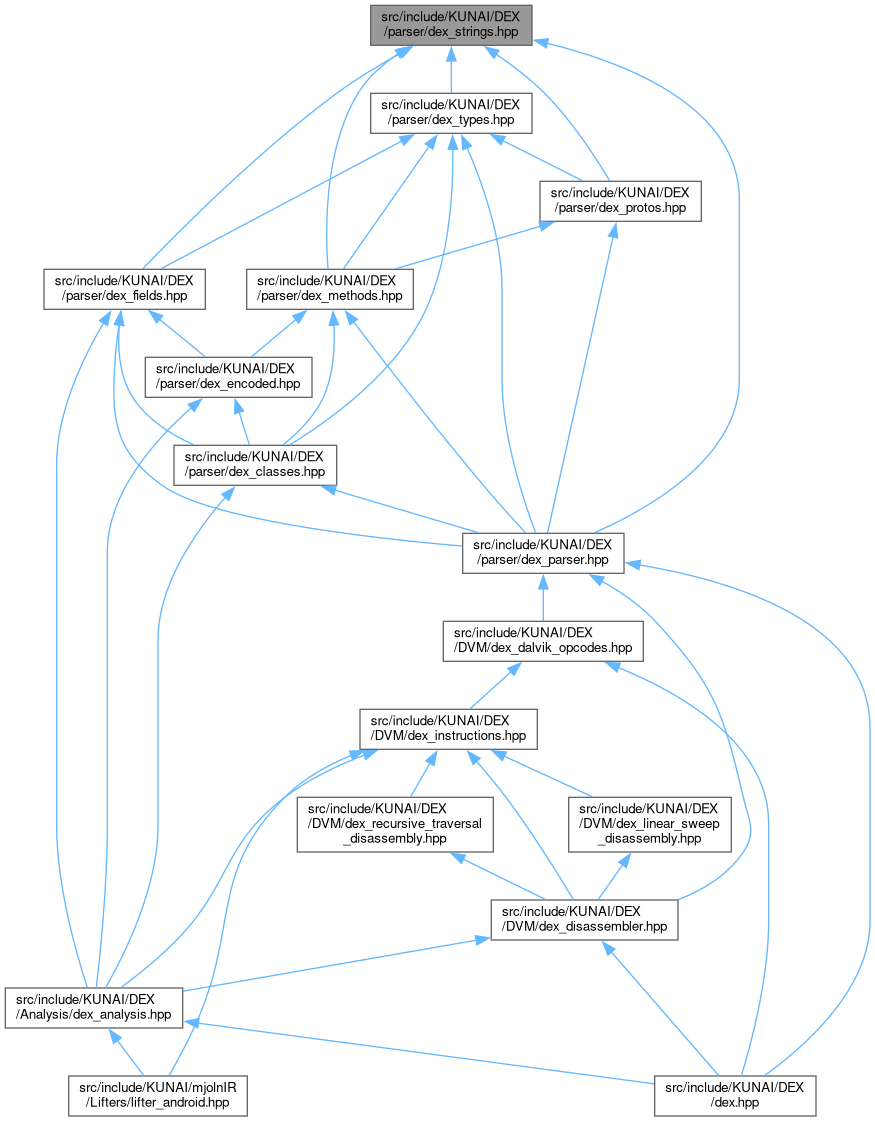 src/include/KUNAI/DEX
/parser/dex_strings.hpp
src/include/KUNAI/DEX
/parser/dex_types.hpp
src/include/KUNAI/DEX
/parser/dex_protos.hpp
src/include/KUNAI/DEX
/parser/dex_fields.hpp
src/include/KUNAI/DEX
/parser/dex_methods.hpp
src/include/KUNAI/DEX
/parser/dex_encoded.hpp
src/include/KUNAI/DEX
/parser/dex_classes.hpp
src/include/KUNAI/DEX
/parser/dex_parser.hpp
src/include/KUNAI/DEX
/DVM/dex_dalvik_opcodes.hpp
src/include/KUNAI/DEX
/DVM/dex_instructions.hpp
src/include/KUNAI/DEX
/DVM/dex_recursive_traversal
_disassembly.hpp
src/include/KUNAI/DEX
/DVM/dex_linear_sweep
_disassembly.hpp
src/include/KUNAI/DEX
/DVM/dex_disassembler.hpp
src/include/KUNAI/DEX
/Analysis/dex_analysis.hpp
src/include/KUNAI/mjolnIR
/Lifters/lifter_android.hpp
src/include/KUNAI/DEX
/dex.hpp